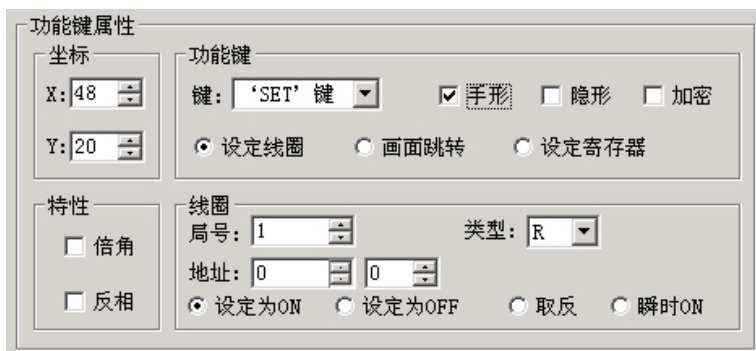 功能键属性
坐标
X: 48
Y: 20
功能键
键: ‘SET’ 键 手形 隐形 加密
设定线圈 画面跳转 设定寄存器
特性
倍角
反相
线圈
局号: 1 类型: R
地址: 0 0
设定为ON 设定为OFF 取反 瞬时ON